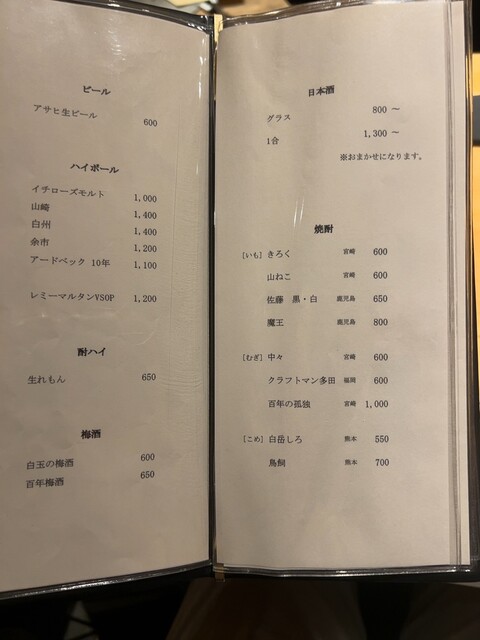 ビール
アサヒ生ビール 600
ハイボール
イチローズモルト 1,000
山崎 1,400
白州 1,400
余市 1,200
アードベック 10年 1,100
レミーマルタンVSOP 1,200
酎ハイ
生れもん 650
梅酒
白玉の梅酒 600
百年梅酒 650
日本酒
グラス 800 ～
1合 1,300 ～
※おまかせになります。
焼酎
[いも] きろく 宮崎 600
山ねこ 宮崎 600
佐藤 黒・白 鹿児島 650
魔王 鹿児島 800
[むぎ] 中々 宮崎 600
クラフトマン多田 福岡 600
百年の孤独 宮崎 1,000
[こめ] 白岳しろ 熊本 550
鳥飼 熊本 700